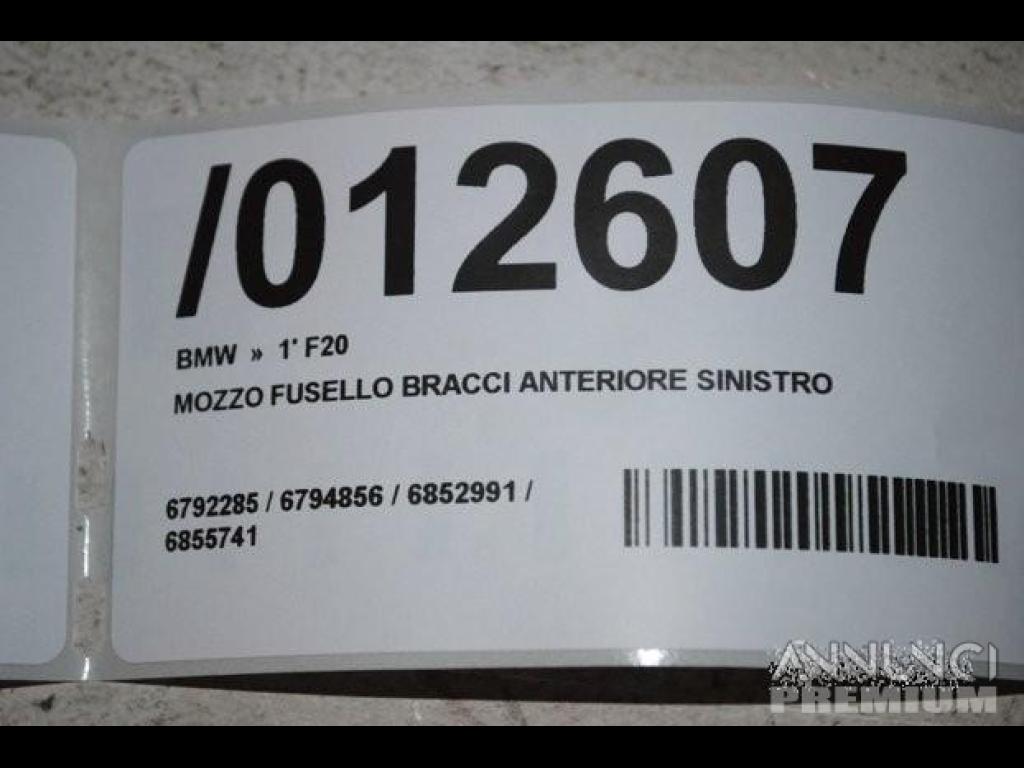 /012607
BMW » 1' F20
MOZZO FUSELLO BRACCI ANTERIORE SINISTRO
6792285 / 6794856 / 6852991 /
6855741
ANNUNCI
PREMIUM